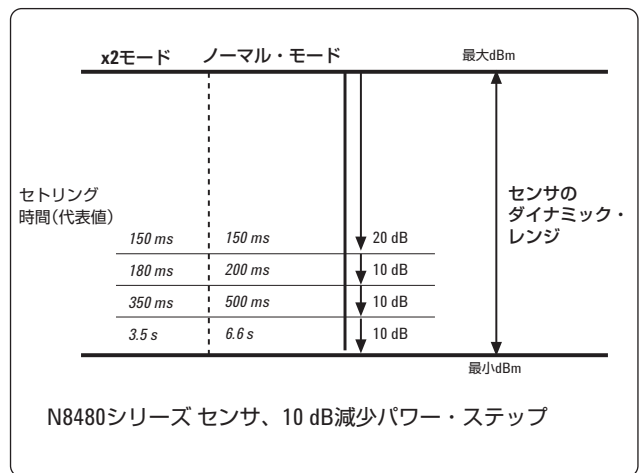 x2モード ノーマル・モード 最大dBm
セトリング
時間(代表値)
センサの
ダイナミック・
レンジ
150 ms 150 ms 20 dB
180 ms 200 ms 10 dB
350 ms 500 ms 10 dB
3.5 s 6.6 s 10 dB
最小dBm
N8480シリーズ センサ、10 dB減少パワー・ステップ